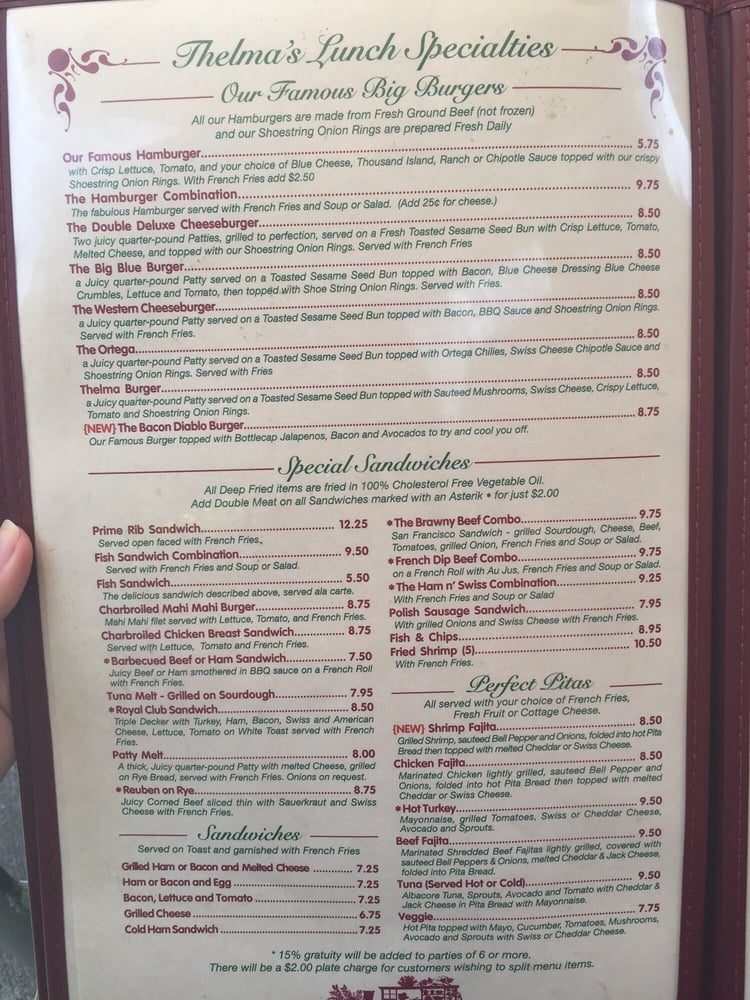 Thelma's Lunch Specialties
Our Famous Big Burgers
All our Hamburgers are made from Fresh Ground Beef (not frozen)
and our Shoestring Onion Rings are prepared Fresh Daily
Our Famous Hamburger 5.75
with Crisp Lettuce, Tomato, and your choice of Blue Cheese, Thousand Island, Ranch or Chipotle Sauce topped with our crispy
Shoestring Onion Rings. With French Fries add $2.50
The Hamburger Combination 9.75
The fabulous Hamburger served with French Fries and Soup or Salad. (Add 25¢ for cheese.)
The Double Deluxe Cheeseburger 8.50
Two juicy quarter-pound Patties, grilled to perfection, served on a Fresh Toasted Sesame Seed Bun with Crisp Lettuce, Tomato,
Melted Cheese, and topped with our Shoestring Onion Rings. Served with French Fries
The Big Blue Burger 8.50
a Juicy quarter-pound Patty served on a Toasted Sesame Seed Bun topped with Bacon, Blue Cheese Dressing Blue Cheese
Crumbles, Lettuce and Tomato, then topped with Shoe String Onion Rings. Served with Fries.
The Western Cheeseburger 8.50
a Juicy quarter-pound Patty served on a Toasted Sesame Seed Bun topped with Bacon, BBQ Sauce and Shoestring Onion Rings.
Served with French Fries.
The Ortega 8.50
a Juicy quarter-pound Patty served on a Toasted Sesame Seed Bun topped with Ortega Chilies, Swiss Cheese Chipotle Sauce and
Shoestring Onion Rings. Served with Fries
Thelma Burger 8.50
a Juicy quarter-pound Patty served on a Toasted Sesame Seed Bun topped with Sauteed Mushrooms, Swiss Cheese, Crispy Lettuce,
Tomato and Shoestring Onion Rings.
{NEW} The Bacon Diablo Burger 8.75
Our Famous Burger topped with Bottlecap Jalapenos, Bacon and Avocados to try and cool you off.
Special Sandwiches
All Deep Fried items are fried in 100% Cholesterol Free Vegetable Oil.
Add Double Meat on all Sandwiches marked with an Asterik * for just $2.00
Prime Rib Sandwich 12.25
Served open faced with French Fries.
Fish Sandwich Combination 9.50
Served with French Fries and Soup or Salad.
Fish Sandwich 5.50
The delicious sandwich described above, served ala carte.
Charbroiled Mahi Mahi Burger 8.75
Mahi Mahi filet served with Lettuce, Tomato, and French Fries.
Charbroiled Chicken Breast Sandwich 8.75
Served with Lettuce, Tomato and French Fries.
*Barbecued Beef or Ham Sandwich 7.50
Juicy Beef or Ham smothered in BBQ sauce on a French Roll
with French Fries.
Tuna Melt - Grilled on Sourdough 7.95
*Royal Club Sandwich 8.50
Triple Decker with Turkey, Ham, Bacon, Swiss and American
Cheese, Lettuce, Tomato on White Toast served with French
Fries.
Patty Melt 8.00
A thick, Juicy quarter-pound Patty with melted Cheese, grilled
on Rye Bread, served with French Fries. Onions on request.
*Reuben on Rye 8.75
Juicy Corned Beef sliced thin with Sauerkraut and Swiss
Cheese with French Fries.
Sandwiches
Served on Toast and garnished with French Fries
Grilled Ham or Bacon and Melted Cheese 7.25
Ham or Bacon and Egg 7.25
Bacon, Lettuce and Tomato 7.25
Grilled Cheese 6.75
Cold Ham Sandwich 7.25
*The Brawny Beef Combo 9.75
San Francisco Sandwich - grilled Sourdough, Cheese, Beef,
Tomatoes, grilled Onion, French Fries and Soup or Salad.
*French Dip Beef Combo 9.75
on a French Roll with Au Jus, French Fries and Soup or Salad.
*The Ham n' Swiss Combination 9.25
With French Fries and Soup or Salad
Polish Sausage Sandwich 7.95
With grilled Onions and Swiss Cheese with French Fries.
Fish & Chips 8.95
Fried Shrimp (5) 10.50
With French Fries.
Perfect Pitas
All served with your choice of French Fries,
Fresh Fruit or Cottage Cheese.
{NEW} Shrimp Fajita 8.50
Grilled Shrimp, sauteed Bell Pepper and Onions, folded into hot Pita
Bread then topped with melted Cheddar or Swiss Cheese.
Chicken Fajita 8.50
Marinated Chicken lightly grilled, sauteed Bell Pepper and
Onions, folded into hot Pita Bread then topped with melted
Cheddar or Swiss Cheese.
*Hot Turkey 9.50
Mayonnaise, grilled Tomatoes, Swiss or Cheddar Cheese,
Avocado and Sprouts.
Beef Fajita 9.50
Marinated Shredded Beef Fajitas lightly grilled, covered with
sauteed Bell Peppers & Onions, melted Cheddar & Jack Cheese,
folded into Pita Bread.
Tuna (Served Hot or Cold) 9.50
Albacore Tuna, Sprouts, Avocado and Tomato with Cheddar &
Jack Cheese in Pita Bread with Mayonnaise.
Veggie 7.75
Hot Pita topped with Mayo, Cucumber, Tomatoes, Mushrooms,
Avocado and Sprouts with Swiss or Cheddar Cheese.
* 15% gratuity will be added to parties of 6 or more.
There will be a $2.00 plate charge for customers wishing to split menu items.